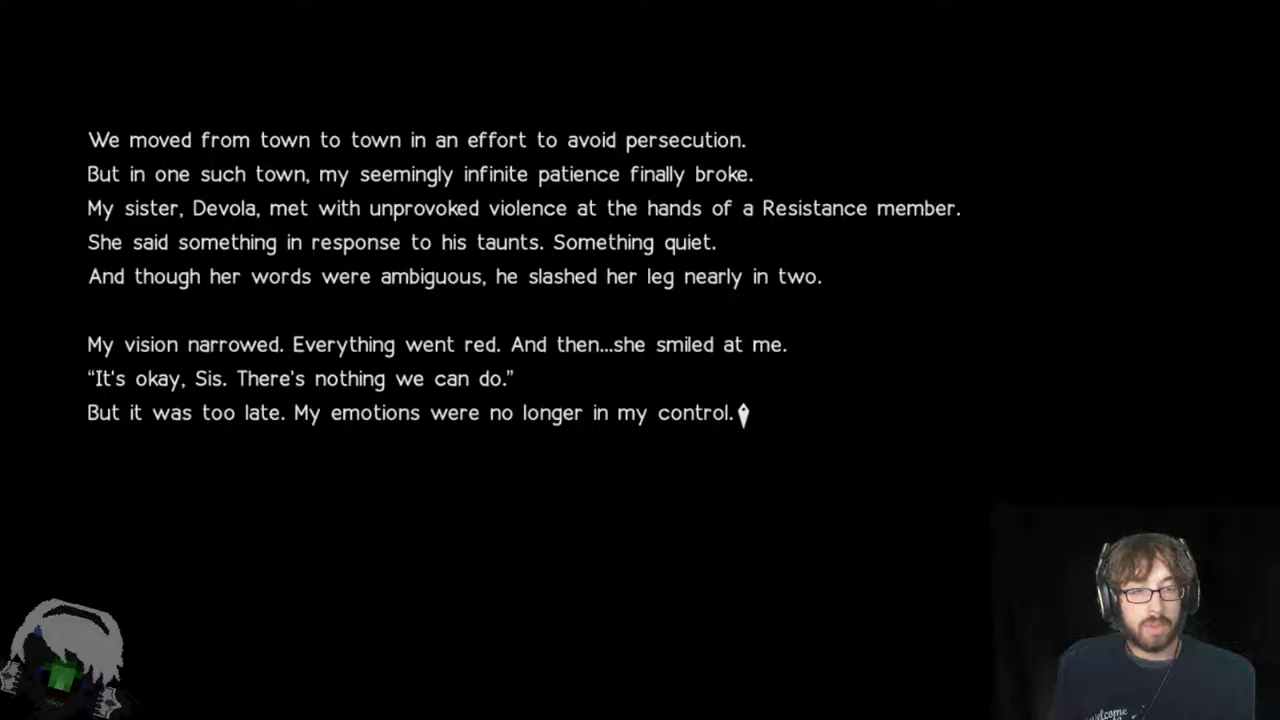 We moved from town to town in an effort to avoid persecution.
But in one such town, my seemingly infinite patience finally broke.
My sister, Devola, met with unprovoked violence at the hands of a Resistance member.
She said something in response to his taunts. Something quiet.
And though her words were ambiguous, he slashed her leg nearly in two.
My vision narrowed. Everything went red. And then...she smiled at me.
“It's okay, Sis. There's nothing we can do.”
But it was too late. My emotions were no longer in my control.
welcome